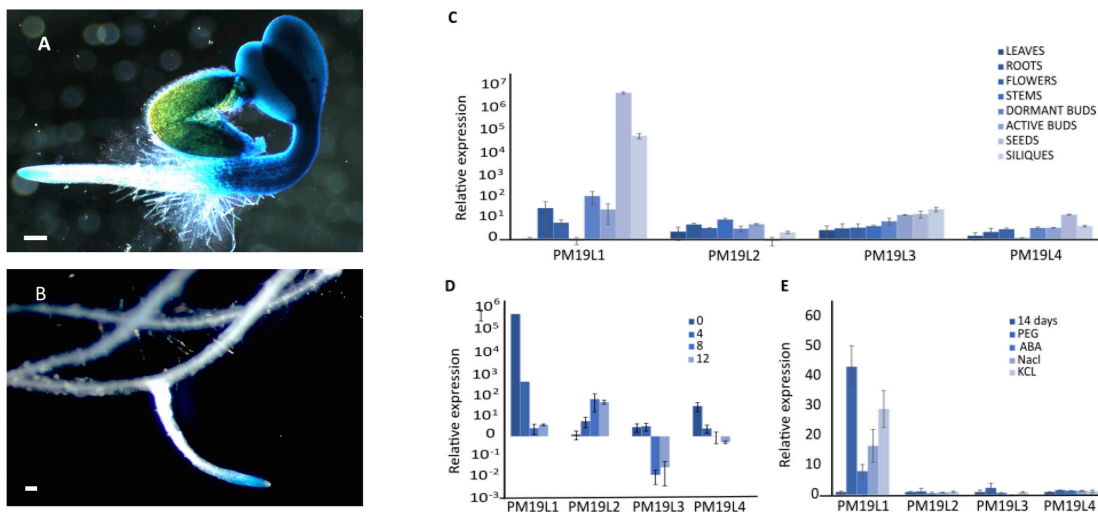 A
B
C
LEAVES
ROOTS
FLOWERS
STEMS
DORMANT BUDS
ACTIVE BUDS
SEEDS
SILIQUES
Relative expression
10⁷
10⁶
10⁵
10⁴
10²
10¹
0
PM19L1 PM19L2 PM19L3 PM19L4
D
0
4
8
12
Relative expression
10⁶
10⁵
10⁴
10²
10¹
0
10⁻¹
10⁻²
10⁻³
PM19L1 PM19L2 PM19L3 PM19L4
E
14 days
PEG
ABA
Nacl
KCL
Relative expression
60
50
40
30
20
10
0
PM19L1 PM19L2 PM19L3 PM19L4